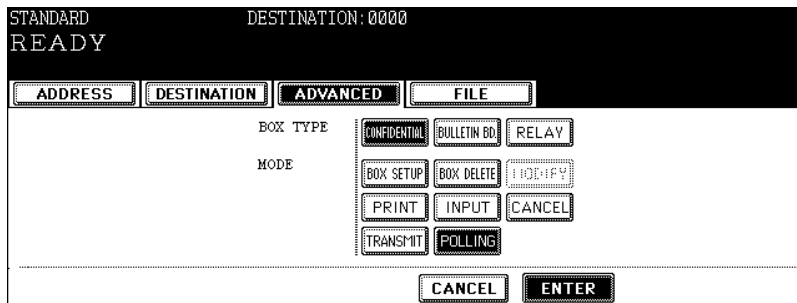 STANDARD DESTINATION:0000
READY
ADDRESS DESTINATION ADVANCED FILE
BOX TYPE CONFIDENTIAL BULLETIN BD. RELAY
MODE BOX SETUP BOX DELETE MODIFY
PRINT INPUT CANCEL
TRANSMIT POLLING
CANCEL ENTER